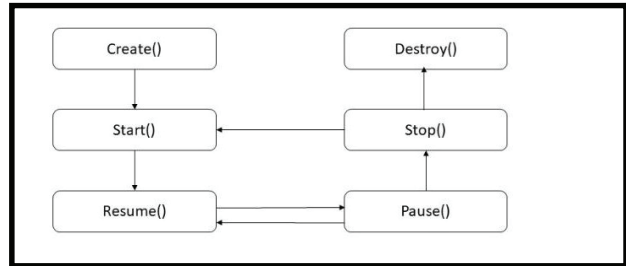 Create()
Destroy()
Start()
Stop()
Resume()
Pause()